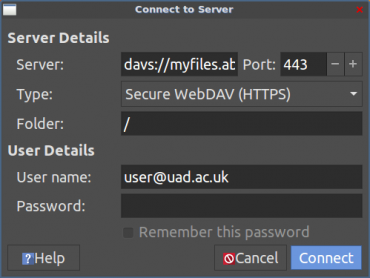 Connect to Server
Server Details
Server: davs://myfiles.ab Port: 443
Type: Secure WebDAV (HTTPS)
Folder: /
User Details
User name: user@uad.ac.uk
Password:
Remember this password
Help Cancel Connect